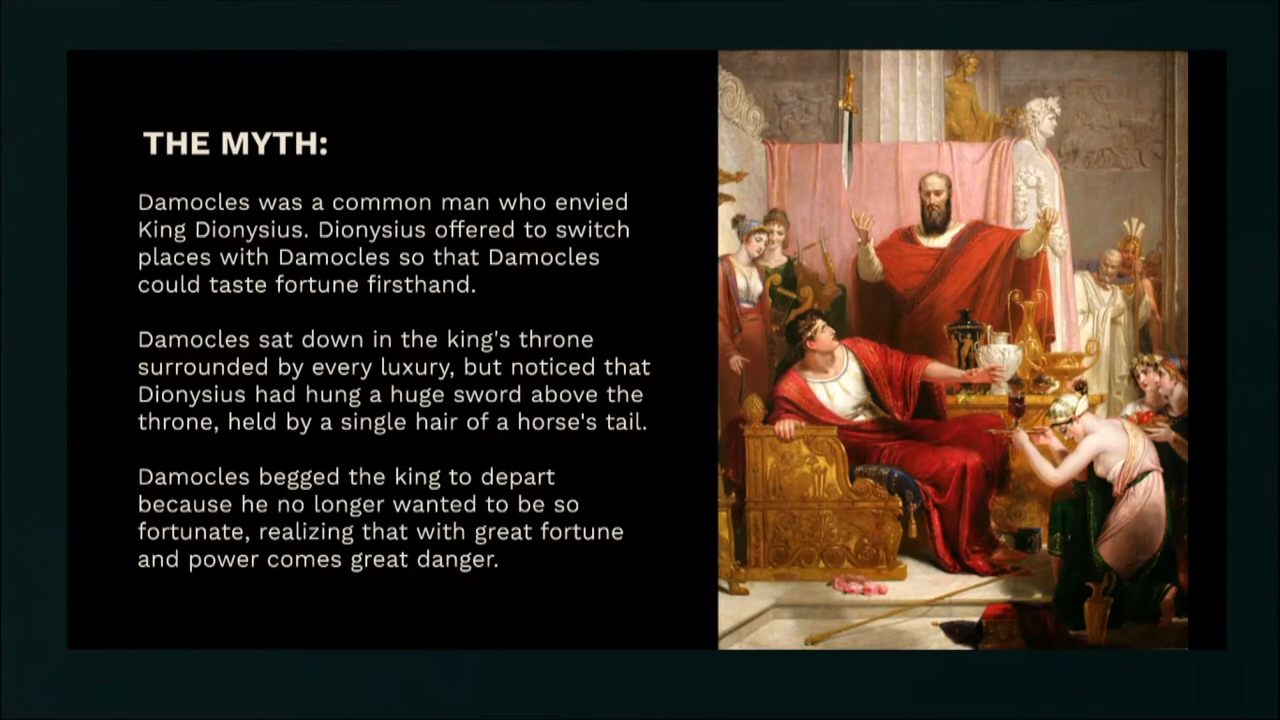 THE MYTH:
Damocles was a common man who envied
King Dionysius. Dionysius offered to switch
places with Damocles so that Damocles
could taste fortune firsthand.
Damocles sat down in the king's throne
surrounded by every luxury, but noticed that
Dionysius had hung a huge sword above the
throne, held by a single hair of a horse's tail.
Damocles begged the king to depart
because he no longer wanted to be so
fortunate, realizing that with great fortune
and power comes great danger.